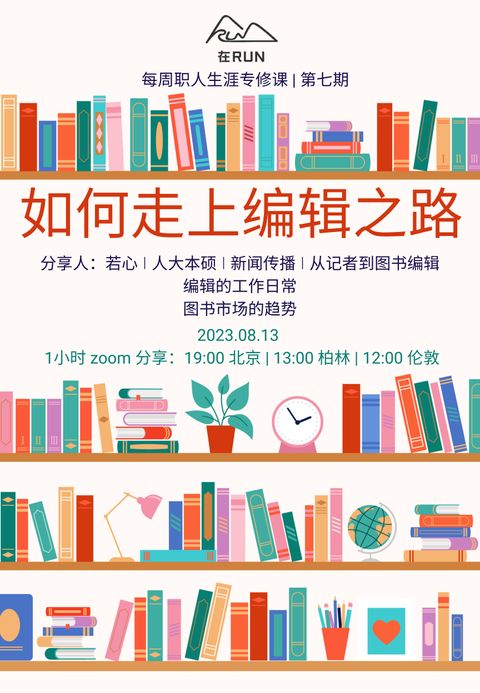 RUN
在RUN
每周职人生涯专修课 | 第七期
如何走上编辑之路
分享人：若心 | 人大本硕 | 新闻传播 | 从记者到图书编辑
编辑的工作日常
图书市场的趋势
2023.08.13
1小时 zoom 分享：19:00 北京 | 13:00 柏林 | 12:00 伦敦
I II III
I II III